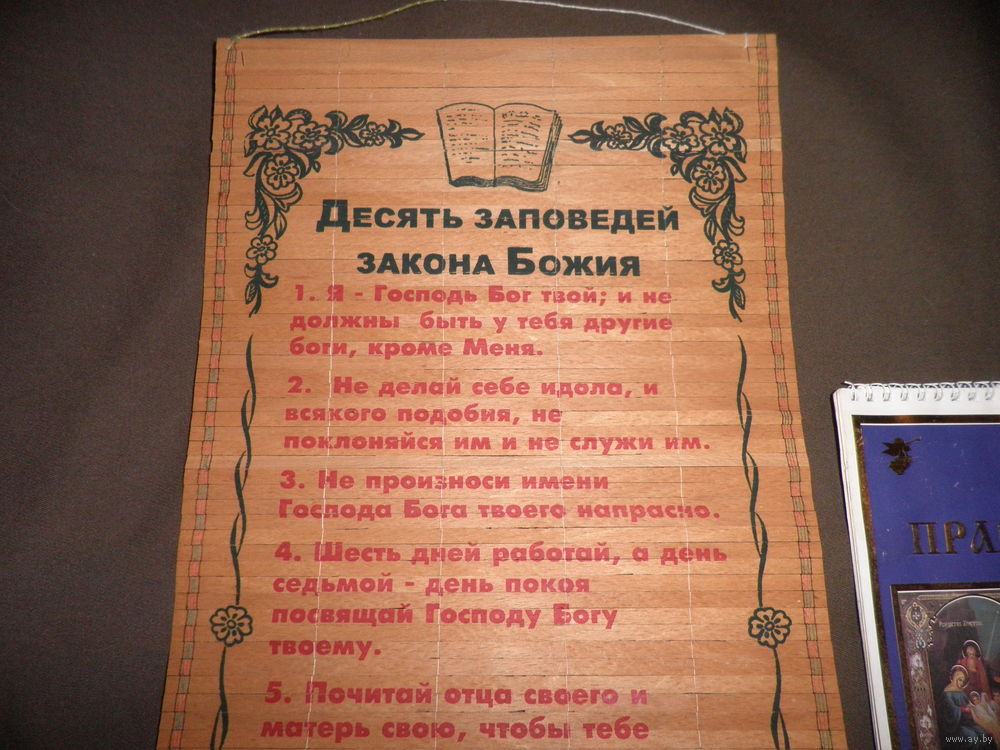 Десять заповедей
закона Божия
1. Я - Господь Бог твой; и не
должны быть у тебя другие
боги, кроме Меня.
2. Не делай себе идола, и
всякого подобия, не
поклоняйся им и не служи им.
3. Не произноси имени
Господа Бога твоего напрасно.
4. Шесть дней работай, а день
седьмой - день покоя
посвящай Господу Богу
твоему.
5. Почитай отца своего и
матерь свою, чтобы тебе
ПРА
www.ay.by